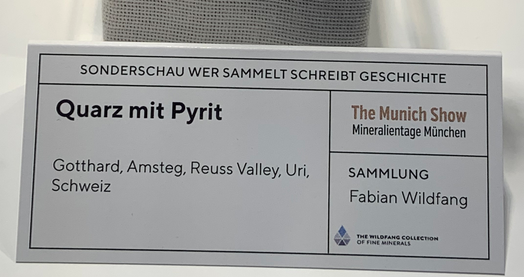 SONDERSCHAU WER SAMMELT SCHREIBT GESCHICHTE
Quarz mit Pyrit
Gotthard, Amsteg, Reuss Valley, Uri,
Schweiz
The Munich Show
Mineralientage München
SAMMLUNG
Fabian Wildfang
THE WILDFANG COLLECTION
OF FINE MINERALS